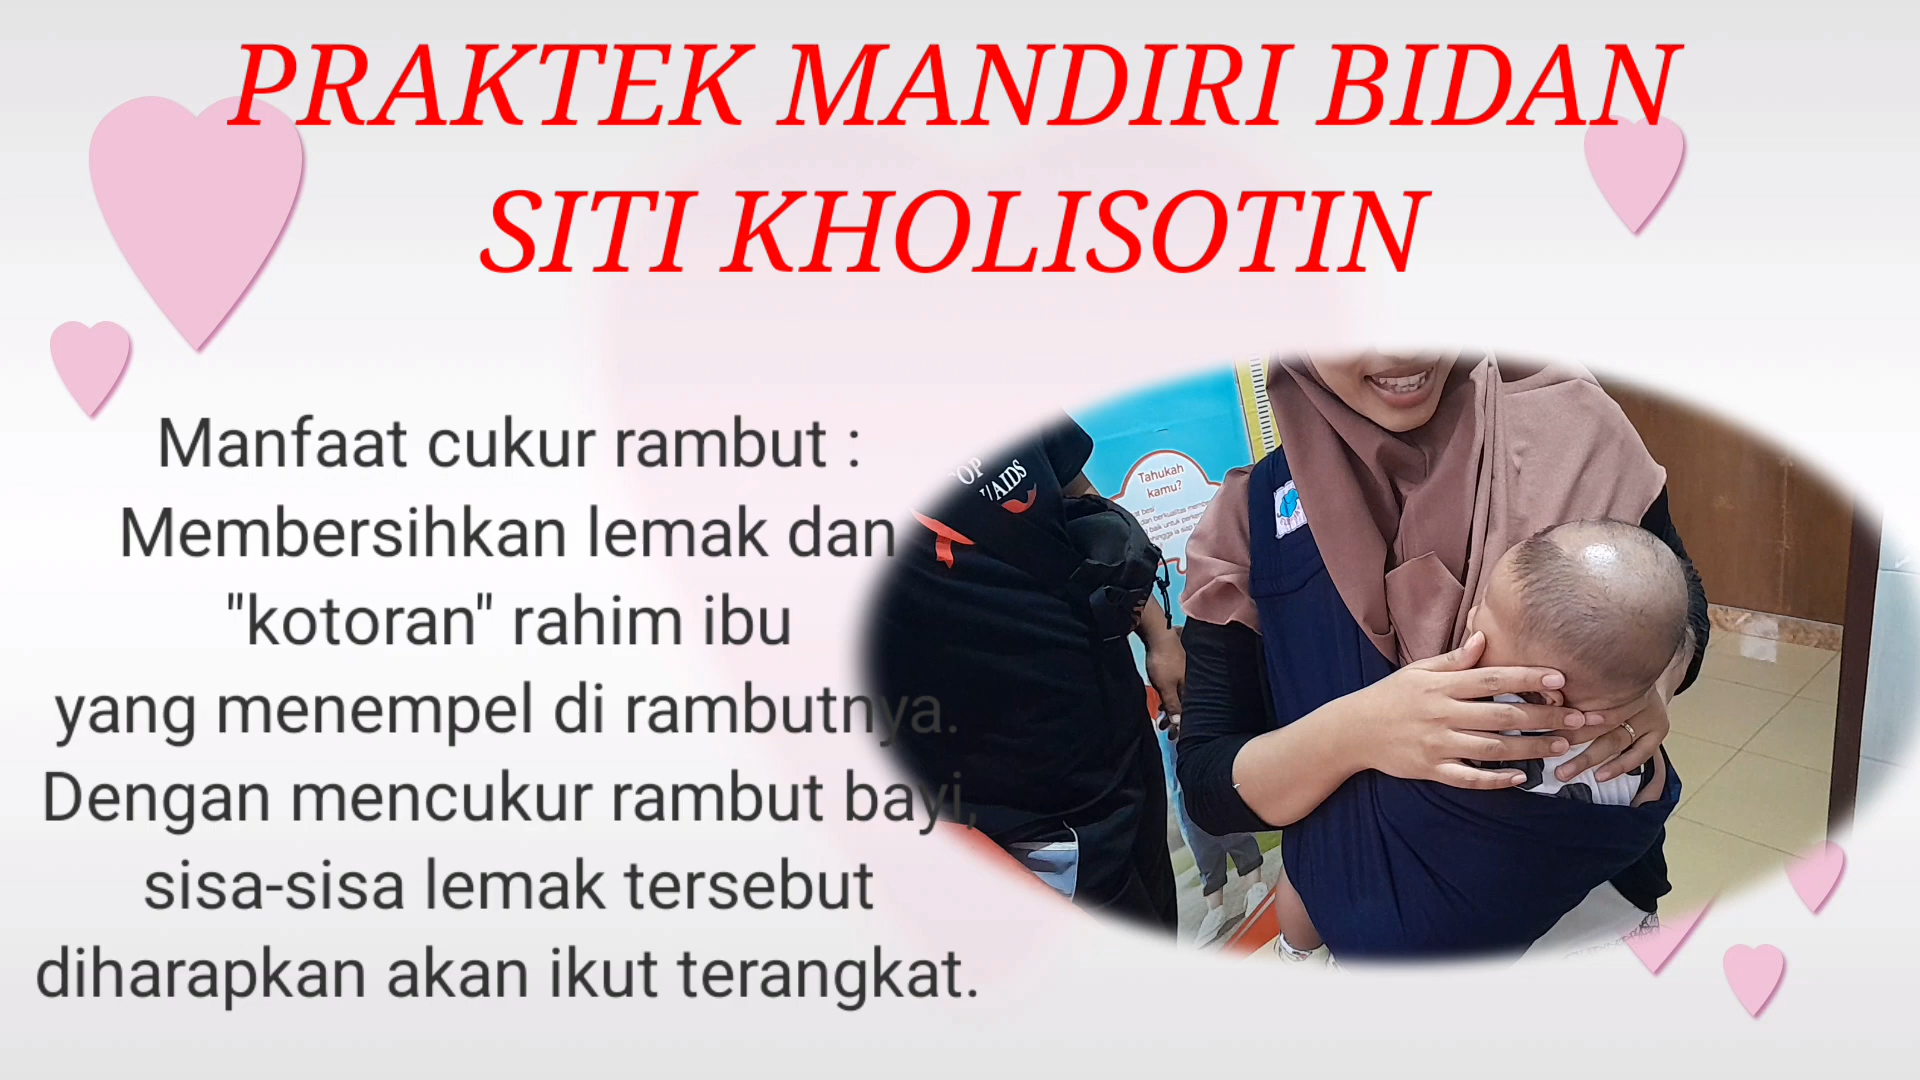 PRAKTEK MANDIRI BIDAN
SITI KHOLISOTIN
Manfaat cukur rambut :
Membersihkan lemak dan
"kotoran" rahim ibu
yang menempel di rambutnya.
Dengan mencukur rambut bayi,
sisa-sisa lemak tersebut
diharapkan akan ikut terangkat.
Tahukah
kamu?